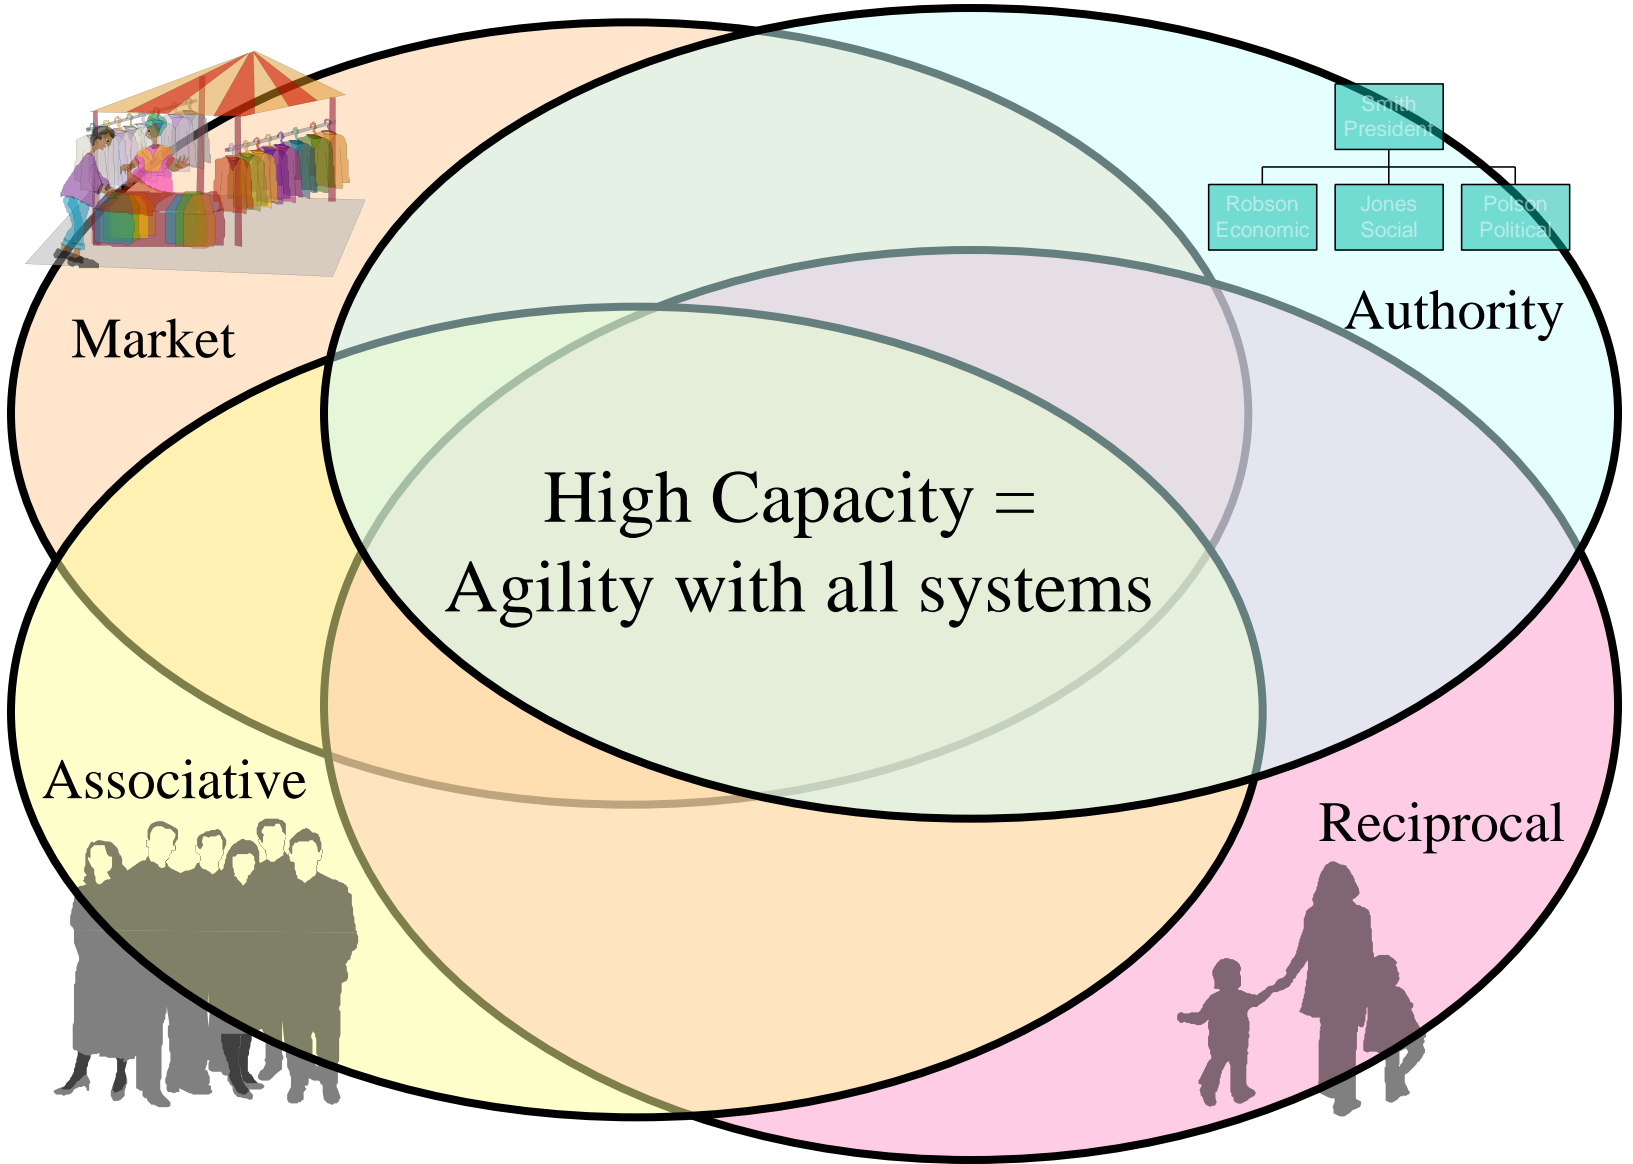 Smith
President
Robson
Economic
Jones
Social
Polson
Political
Market
Authority
High Capacity =
Agility with all systems
Associative
Reciprocal